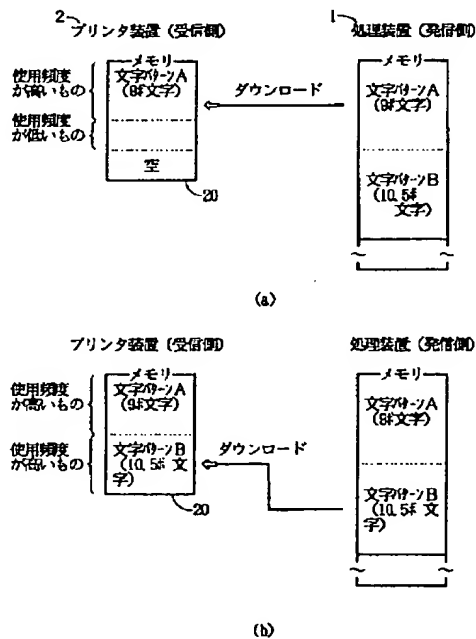 2 プリンタ装置(受信側)
1 処理装置(発信側)
メモリ
使用頻度
が高いもの
文字パターンA
(9ポ文字)
使用頻度
が低いもの
空
20
ダウンロード
メモリ
文字パターンA
(9ポ文字)
文字パターンB
(10.5ポ
文字)
(a)
プリンタ装置(受信側)
処理装置(発信側)
メモリ
使用頻度
が高いもの
文字パターンA
(9ポ文字)
使用頻度
が高いもの
文字パターンB
(10.5ポ 文
字)
20
ダウンロード
メモリ
文字パターンA
(9ポ文字)
文字パターンB
(10.5ポ 文
字)
(b)